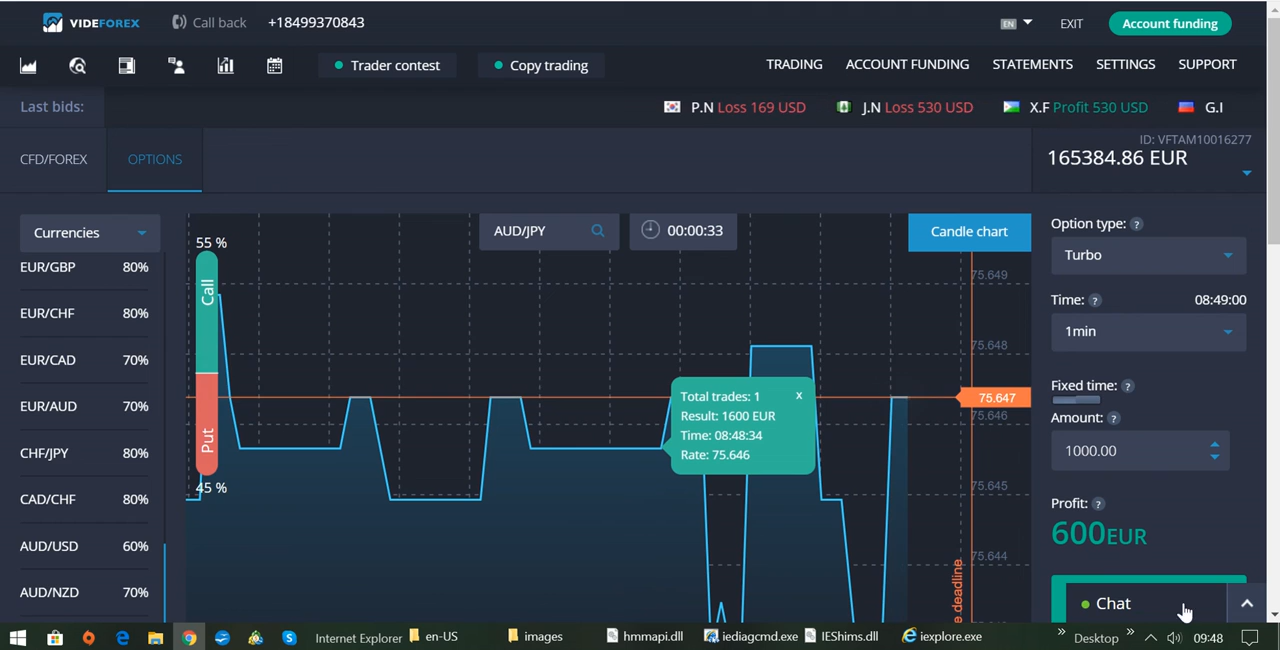 VIDEFOREX
Call back
+18499370843
EN
EXIT
Account funding
Trader contest
Copy trading
TRADING
ACCOUNT FUNDING
STATEMENTS
SETTINGS
SUPPORT
Last bids:
P.N Loss 169 USD
J.N Loss 530 USD
X.F Profit 530 USD
G.I
CFD/FOREX
OPTIONS
ID: VFTAM10016277
165384.86 EUR
Currencies
EUR/GBP 80%
EUR/CHF 80%
EUR/CAD 70%
EUR/AUD 70%
CHF/JPY 80%
CAD/CHF 80%
AUD/USD 60%
AUD/NZD 70%
55 %
Call
Put
45 %
AUD/JPY
00:00:33
Candle chart
75.649
75.648
75.647
75.646
75.645
75.644
Total trades: 1 x
Result: 1600 EUR
Time: 08:48:34
Rate: 75.646
deadline
Option type: ?
Turbo
Time: ? 08:49:00
1min
Fixed time: ?
Amount: ?
1000.00
Profit: ?
600EUR
Chat
Internet Explorer
en-US
images
hmmapi.dll
iediagcmd.exe
IEShims.dll
iexplore.exe
Desktop
09:48